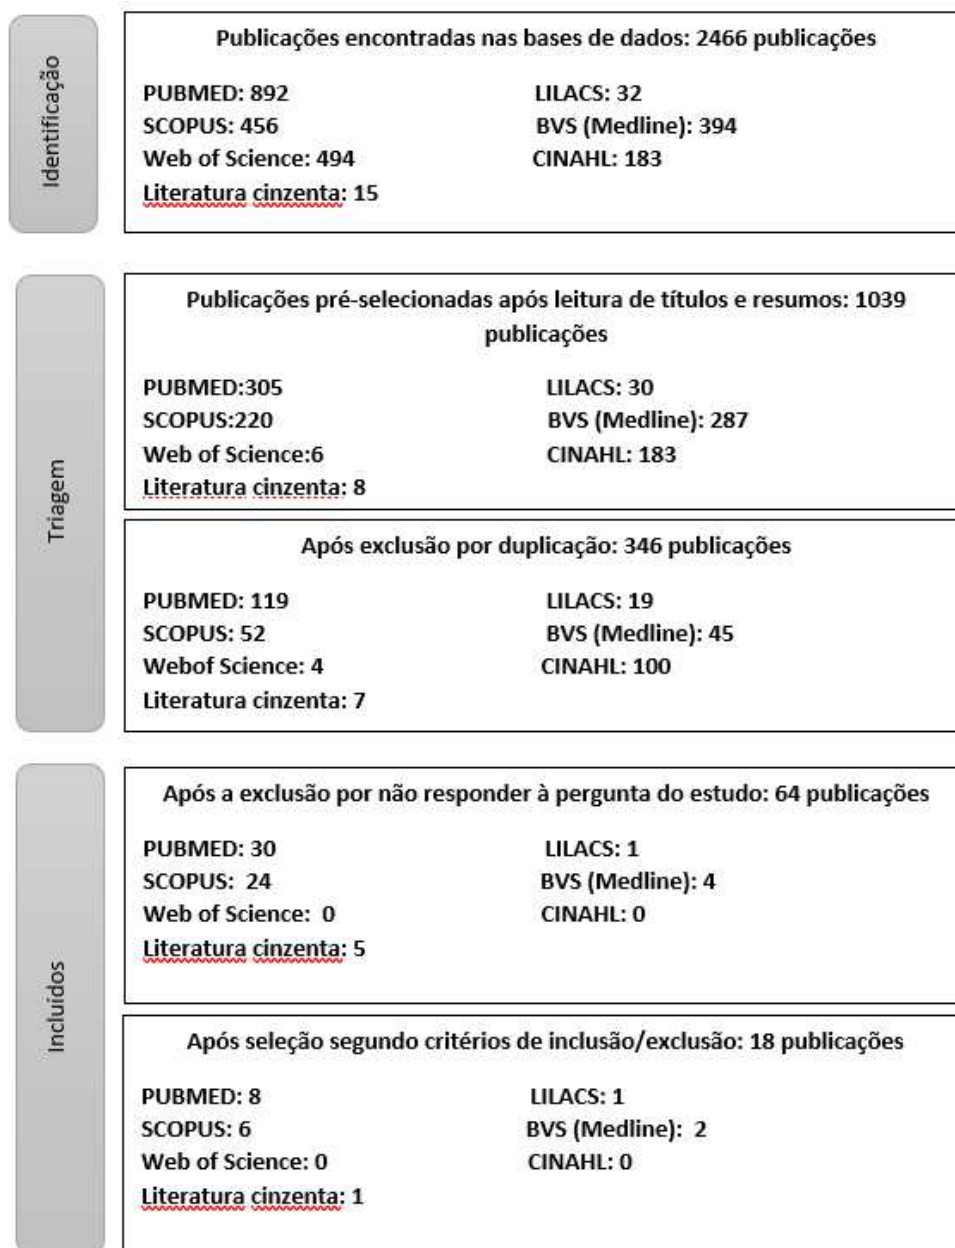 Identificação
Publicações encontradas nas bases de dados: 2466 publicações
PUBMED: 892 LILACS: 32
SCOPUS: 456 BVS (Medline): 394
Web of Science: 494 CINAHL: 183
Literatura cinzenta: 15
Triagem
Publicações pré-selecionadas após leitura de títulos e resumos: 1039
publicações
PUBMED:305 LILACS: 30
SCOPUS:220 BVS (Medline): 287
Web of Science:6 CINAHL: 183
Literatura cinzenta: 8
Após exclusão por duplicação: 346 publicações
PUBMED: 119 LILACS: 19
SCOPUS: 52 BVS (Medline): 45
Webof Science: 4 CINAHL: 100
Literatura cinzenta: 7
Incluídos
Após a exclusão por não responder à pergunta do estudo: 64 publicações
PUBMED: 30 LILACS: 1
SCOPUS: 24 BVS (Medline): 4
Web of Science: 0 CINAHL: 0
Literatura cinzenta: 5
Após seleção segundo critérios de inclusão/exclusão: 18 publicações
PUBMED: 8 LILACS: 1
SCOPUS: 6 BVS (Medline): 2
Web of Science: 0 CINAHL: 0
Literatura cinzenta: 1